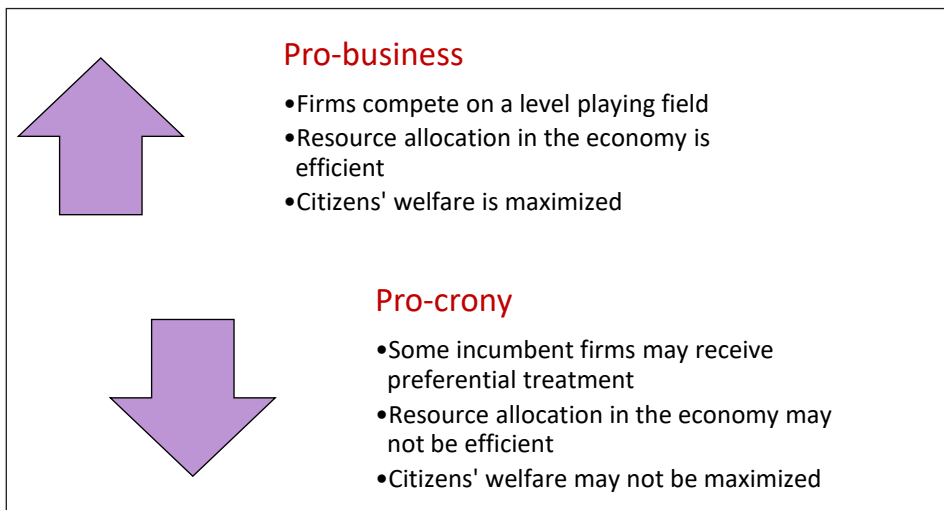 Pro-business
•Firms compete on a level playing field
•Resource allocation in the economy is
efficient
•Citizens' welfare is maximized
Pro-crony
•Some incumbent firms may receive
preferential treatment
•Resource allocation in the economy may
not be efficient
•Citizens' welfare may not be maximized